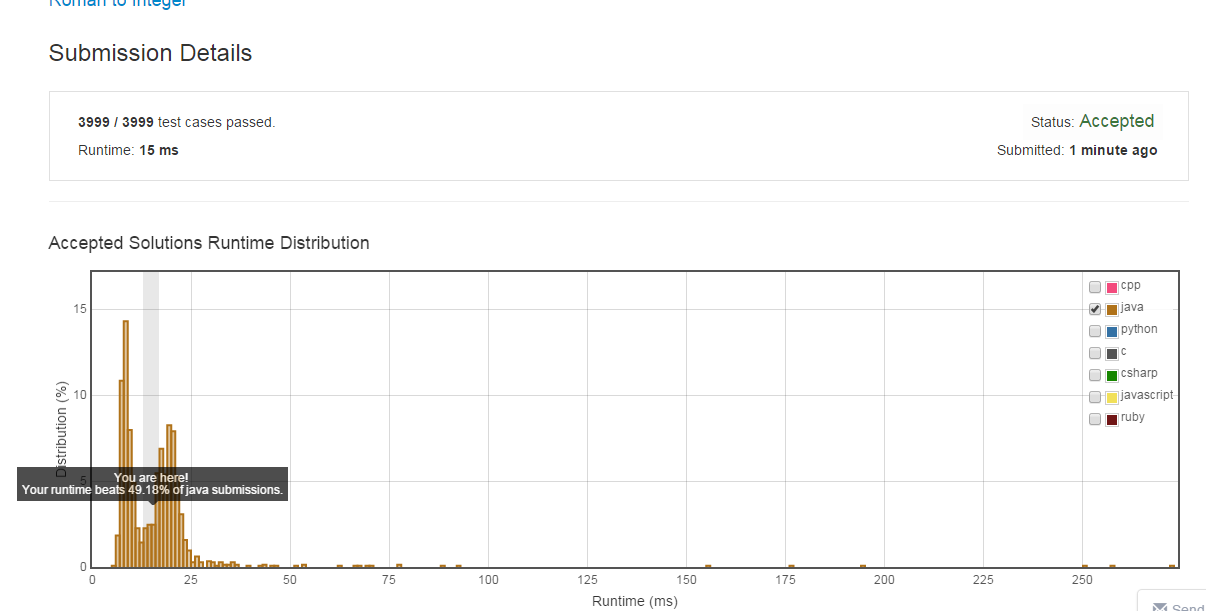 Roman to Integer
Submission Details
3999 / 3999 test cases passed.
Status: Accepted
Runtime: 15 ms
Submitted: 1 minute ago
Accepted Solutions Runtime Distribution
cpp
java
python
c
csharp
javascript
ruby
15
10
5
0
Distribution (%)
You are here!
Your runtime beats 49.18% of java submissions.
0
25
50
75
100
125
150
175
200
225
250
Runtime (ms)
Send